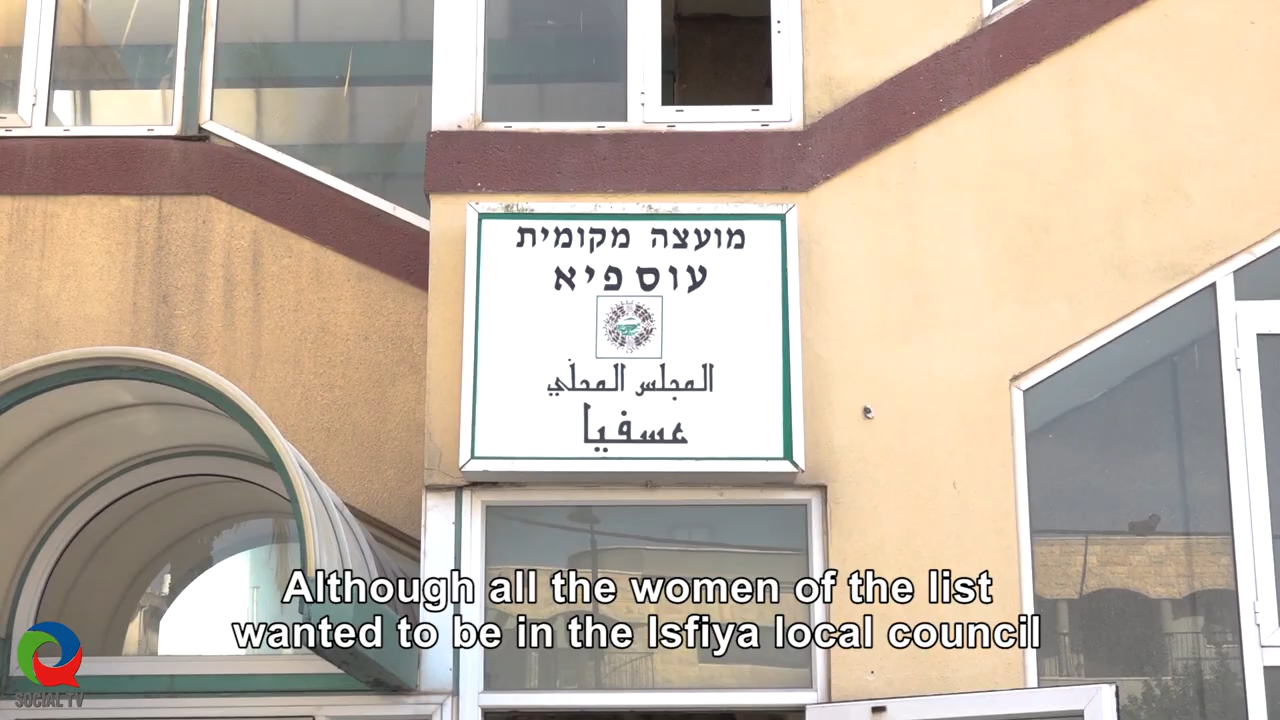 מועצה מקומית
עוספיא
المجلس المحلي
عسفيا
Although all the women of the list
wanted to be in the Isfiya local council
SOCIAL TV